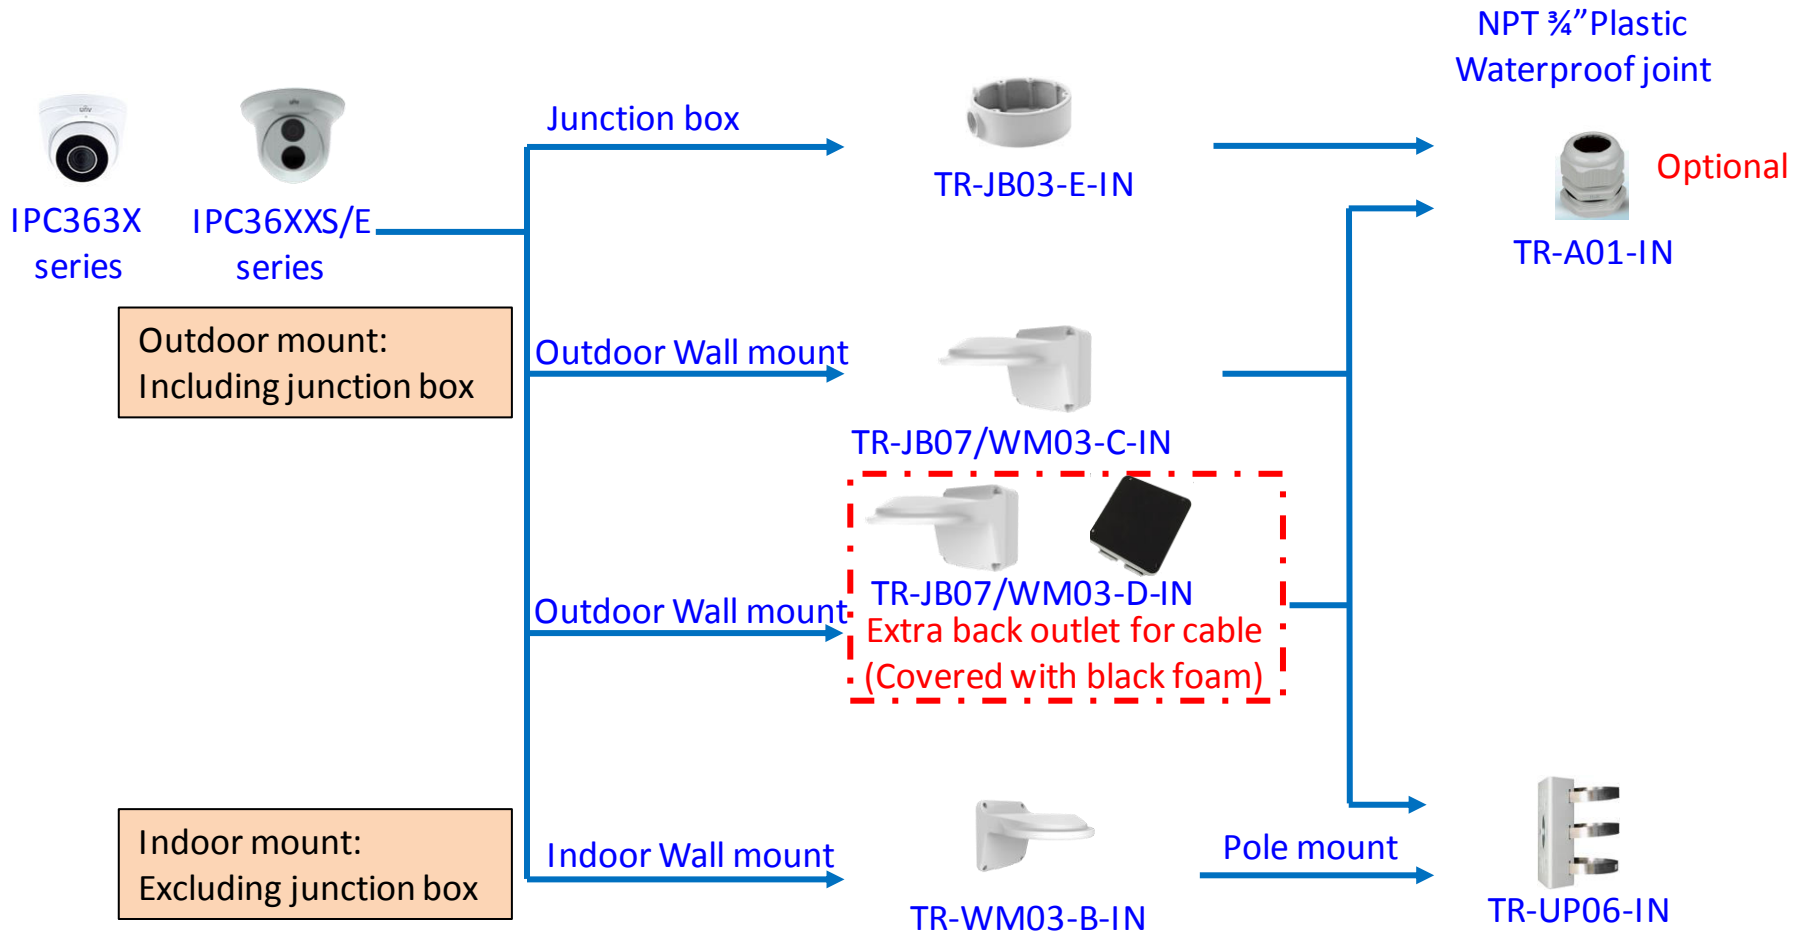 NPT ¾”Plastic
Waterproof joint
Junction box
TR-JB03-E-IN
Optional
TR-A01-IN
IPC363X
series
IPC36XXS/E
series
Outdoor mount:
Including junction box
Outdoor Wall mount
TR-JB07/WM03-C-IN
Outdoor Wall mount
TR-JB07/WM03-D-IN
Extra back outlet for cable
(Covered with black foam)
Indoor mount:
Excluding junction box
Indoor Wall mount
TR-WM03-B-IN
Pole mount
TR-UP06-IN